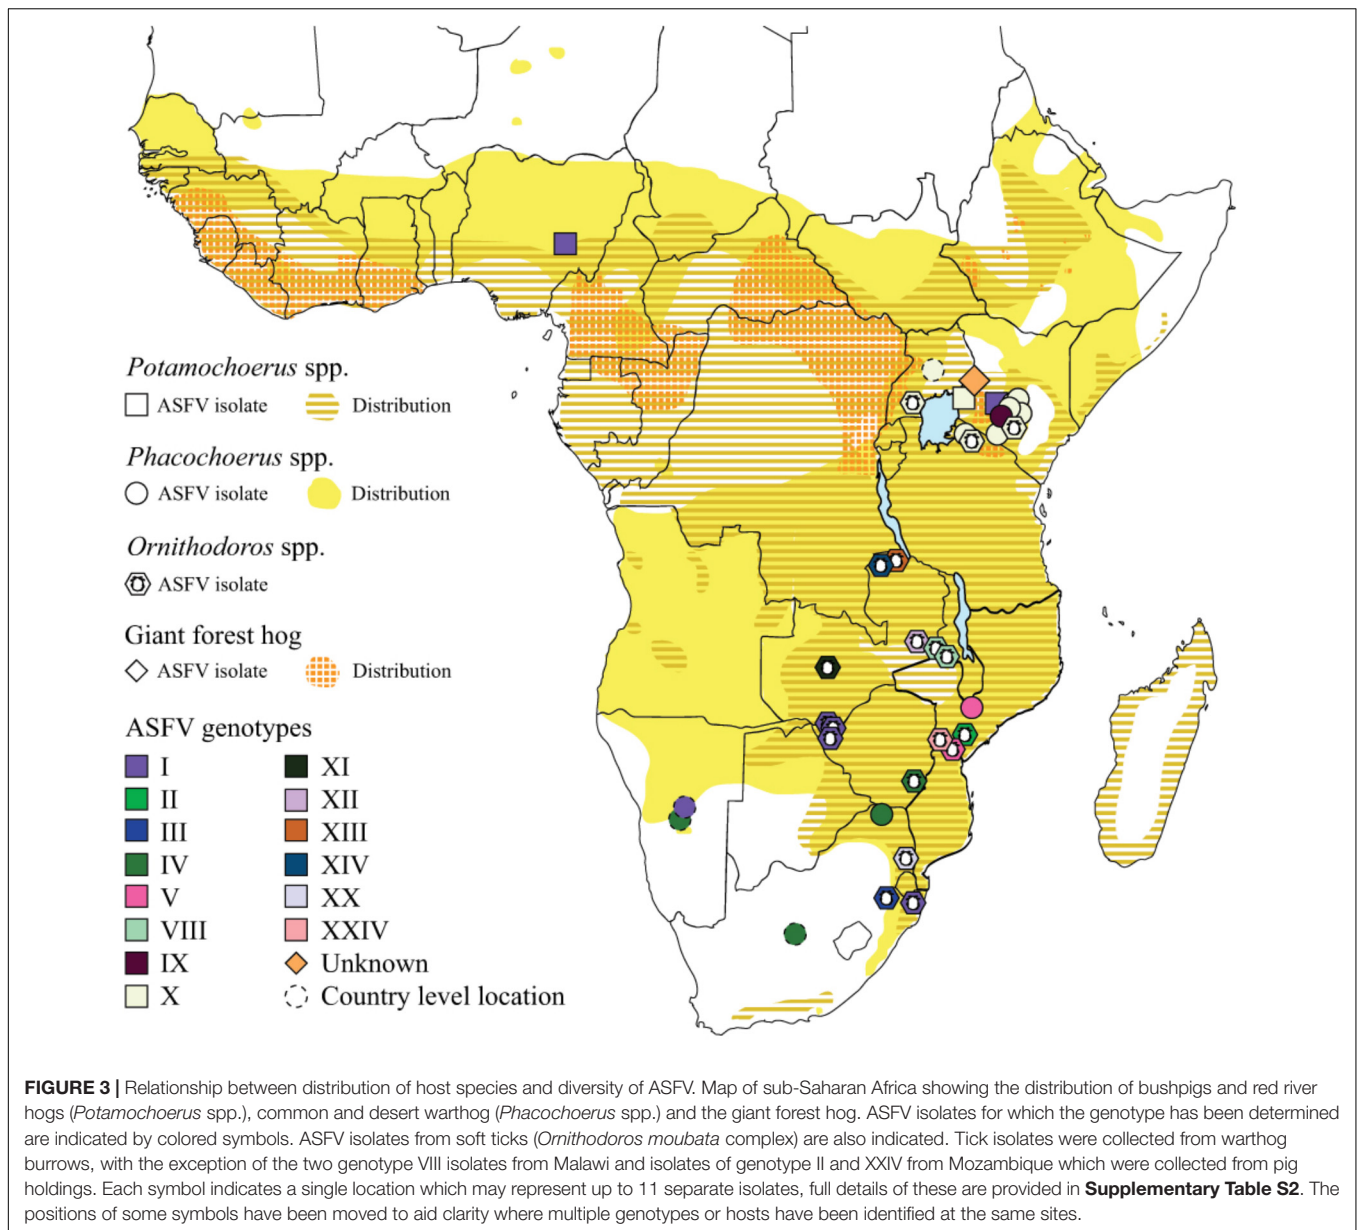 Potamochoerus spp.
ASFV isolate Distribution
Phacochoerus spp.
ASFV isolate Distribution
Ornithodoros spp.
ASFV isolate
Giant forest hog
ASFV isolate Distribution
ASFV genotypes
I XI
II XII
III XIII
IV XIV
V XX
VIII XXIV
IX Unknown
X Country level location
FIGURE 3 | Relationship between distribution of host species and diversity of ASFV. Map of sub-Saharan Africa showing the distribution of bushpigs and red river
hogs (Potamochoerus spp.), common and desert warthog (Phacochoerus spp.) and the giant forest hog. ASFV isolates for which the genotype has been determined
are indicated by colored symbols. ASFV isolates from soft ticks (Ornithodoros moubata complex) are also indicated. Tick isolates were collected from warthog
burrows, with the exception of the two genotype VIII isolates from Malawi and isolates of genotype II and XXIV from Mozambique which were collected from pig
holdings. Each symbol indicates a single location which may represent up to 11 separate isolates, full details of these are provided in Supplementary Table S2. The
positions of some symbols have been moved to aid clarity where multiple genotypes or hosts have been identified at the same sites.